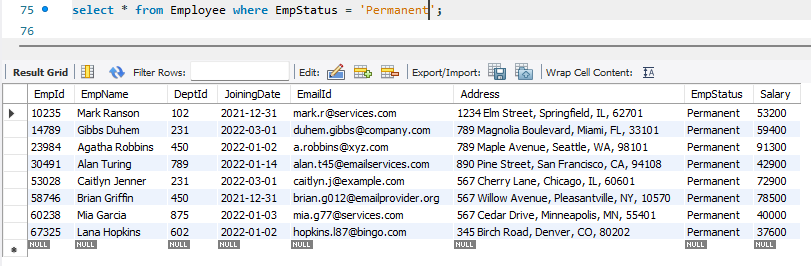 75 select * from Employee where EmpStatus = 'Permanent';
76
Result Grid Filter Rows: Edit: Export/Import: Wrap Cell Content: IA
EmpId EmpName DeptId JoiningDate EmailId Address EmpStatus Salary
10235 Mark Ranson 102 2021-12-31 mark.r@services.com 1234 Elm Street, Springfield, IL, 62701 Permanent 53200
14789 Gibbs Duhem 231 2022-03-01 duhem.gibbs@company.com 789 Magnolia Boulevard, Miami, FL, 33101 Permanent 59400
23984 Agatha Robbins 450 2022-01-02 a.robbins@xyz.com 789 Maple Avenue, Seattle, WA, 98101 Permanent 91300
30491 Alan Turing 789 2022-01-14 alan.t45@emailservices.com 890 Pine Street, San Francisco, CA, 94108 Permanent 42900
53028 Caitlyn Jenner 231 2022-03-01 caitlyn.j@example.com 567 Cherry Lane, Chicago, IL, 60601 Permanent 72900
58746 Brian Griffin 450 2021-12-31 brian.g012@emailprovider.org 567 Willow Avenue, Pleasantville, NY, 10570 Permanent 78500
60238 Mia Garcia 875 2022-01-03 mia.g77@services.com 567 Cedar Drive, Minneapolis, MN, 55401 Permanent 40000
67325 Lana Hopkins 602 2022-01-02 hopkins.l87@bingo.com 345 Birch Road, Denver, CO, 80202 Permanent 37600
NULL NULL NULL NULL NULL NULL NULL NULL